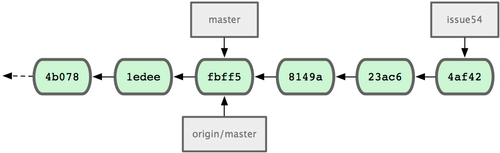 master
issue54
4b078
1edee
fbff5
8149a
23ac6
4af42
origin/master